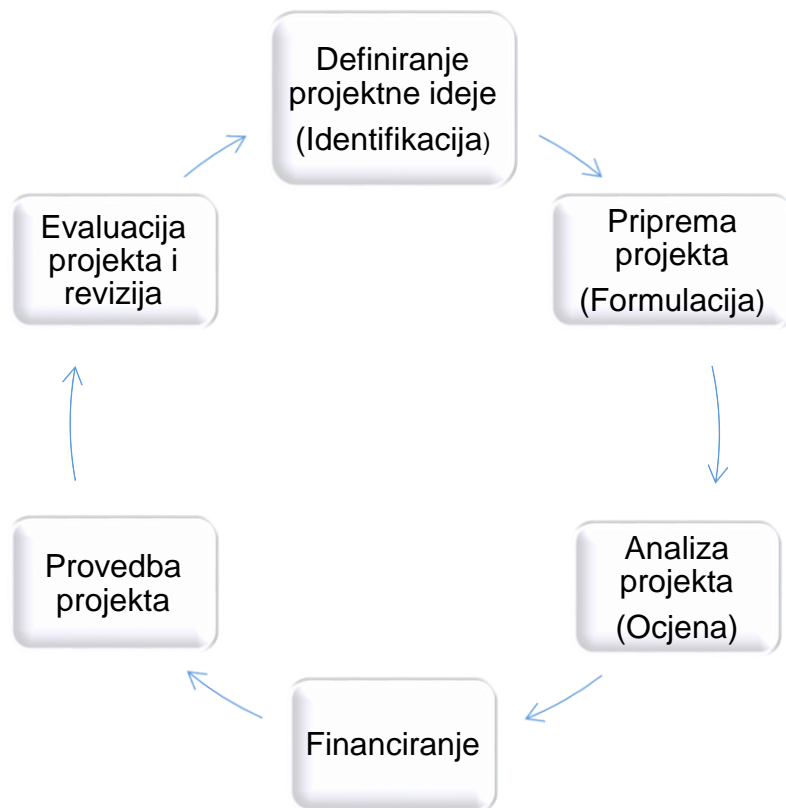 Definiranje
projektne ideje
(Identifikacija)
Priprema
projekta
(Formulacija)
Analiza
projekta
(Ocjena)
Financiranje
Provedba
projekta
Evaluacija
projekta i
revizija